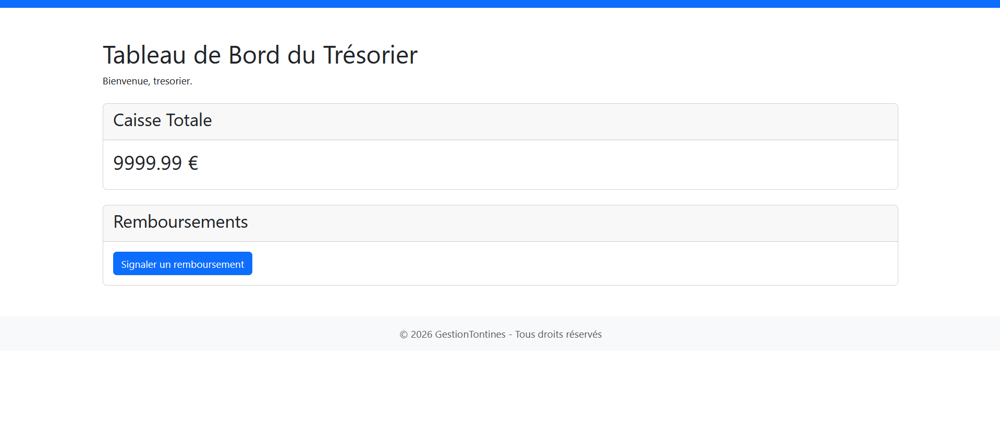 Tableau de Bord du Trésorier
Bienvenue, tresorier.
Caisse Totale
9999.99 €
Remboursements
Signaler un remboursement
© 2026 GestionTontines - Tous droits réservés